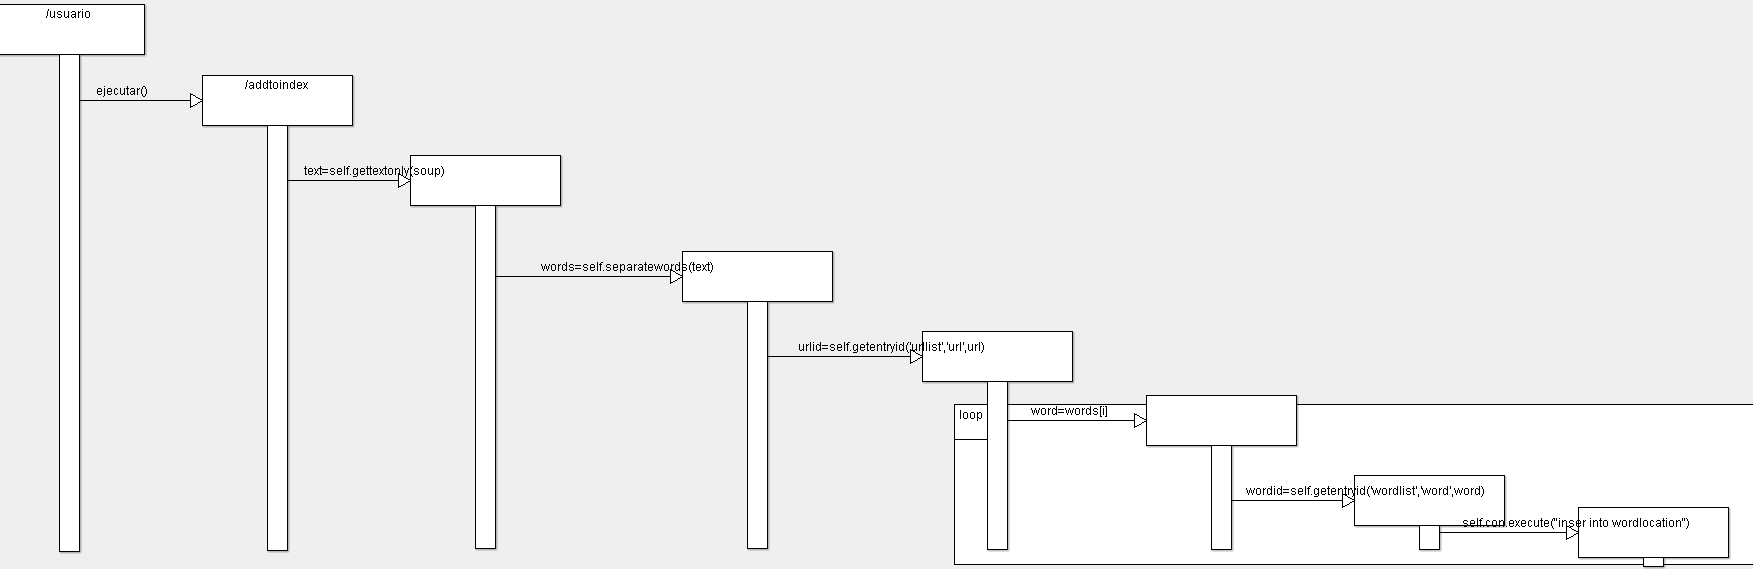 /usuario
ejecutar()
/addtoindex
text=self.gettextonly(soup)
words=self.separatewords(text)
urlid=self.getentryid('urllist','url',url)
loop
word=words[i]
wordid=self.getentryid('wordlist','word',word)
self.con.execute("inser into wordlocation")